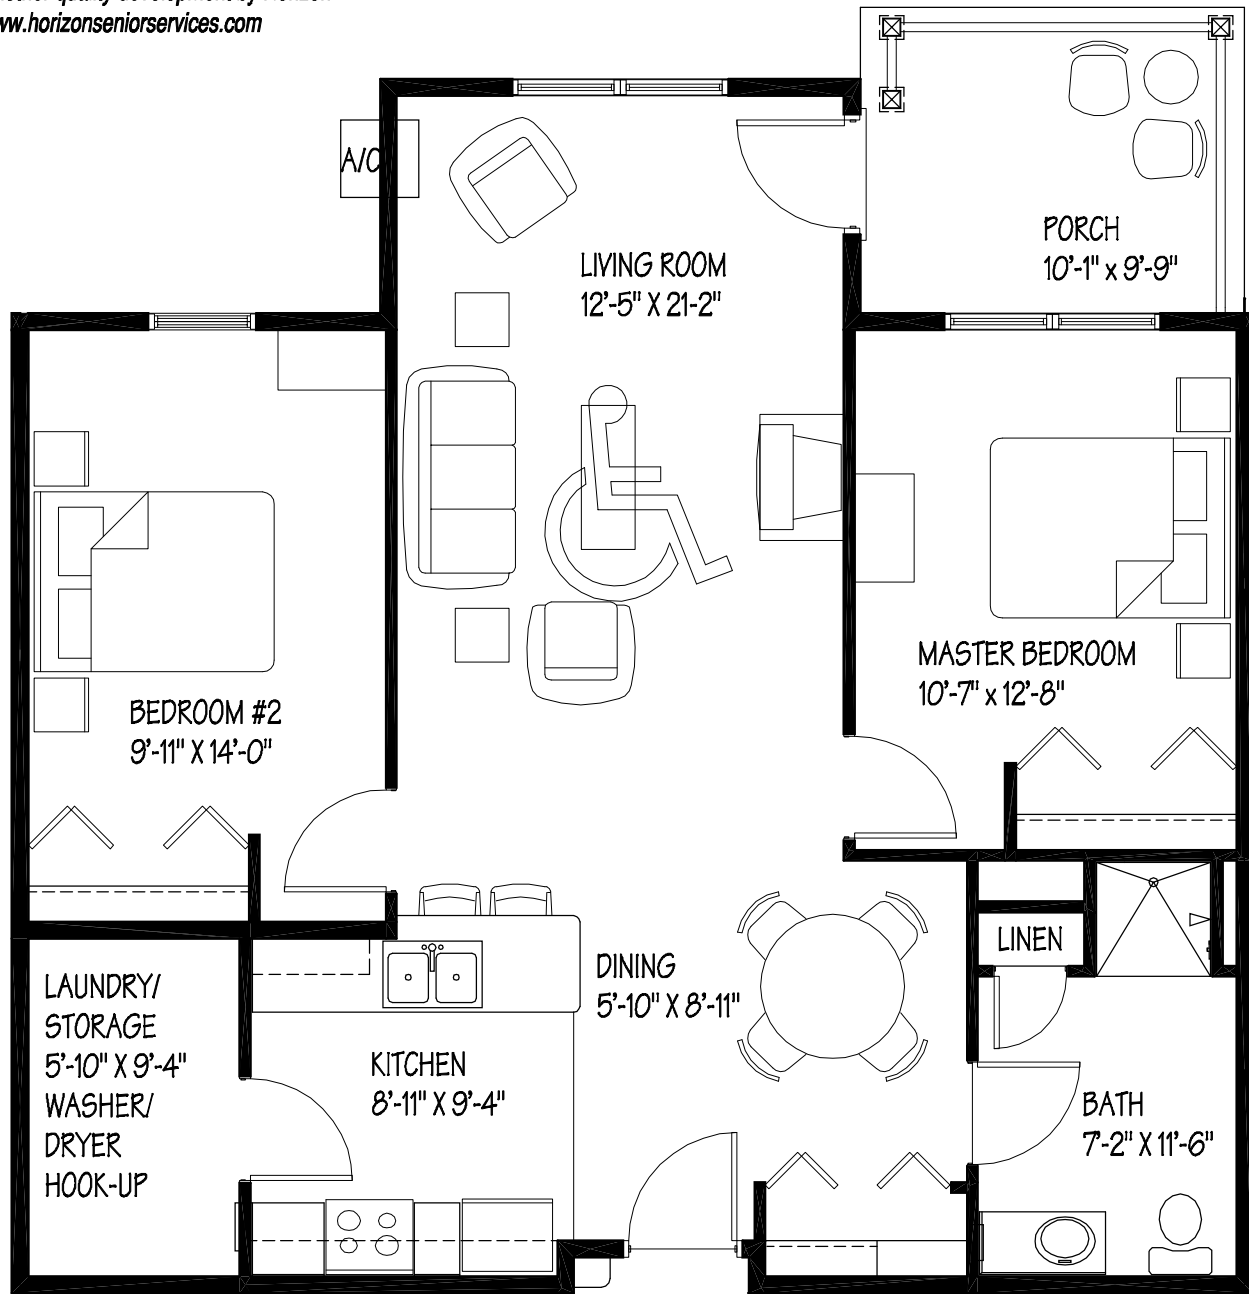 www.horizonseniorservices.com
A/C
PORCH
10'-1" x 9'-9"
LIVING ROOM
12'-5" X 21-2"
MASTER BEDROOM
10'-7" x 12'-8"
BEDROOM #2
9'-11" X 14'-0"
LINEN
DINING
5'-10" X 8'-11"
LAUNDRY/
STORAGE
5'-10" X 9'-4"
WASHER/
DRYER
HOOK-UP
KITCHEN
8'-11" X 9'-4"
BATH
7'-2" X 11'-6"